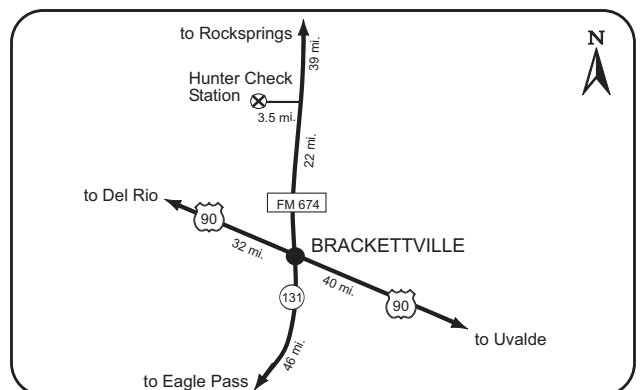 to Rocksprings
N
39 mi.
Hunter Check
Station
3.5 mi.
22 mi.
FM 674
to Del Rio
90
32 mi.
BRACKETTVILLE
40 mi.
90
131
to Uvalde
46 mi.
to Eagle Pass